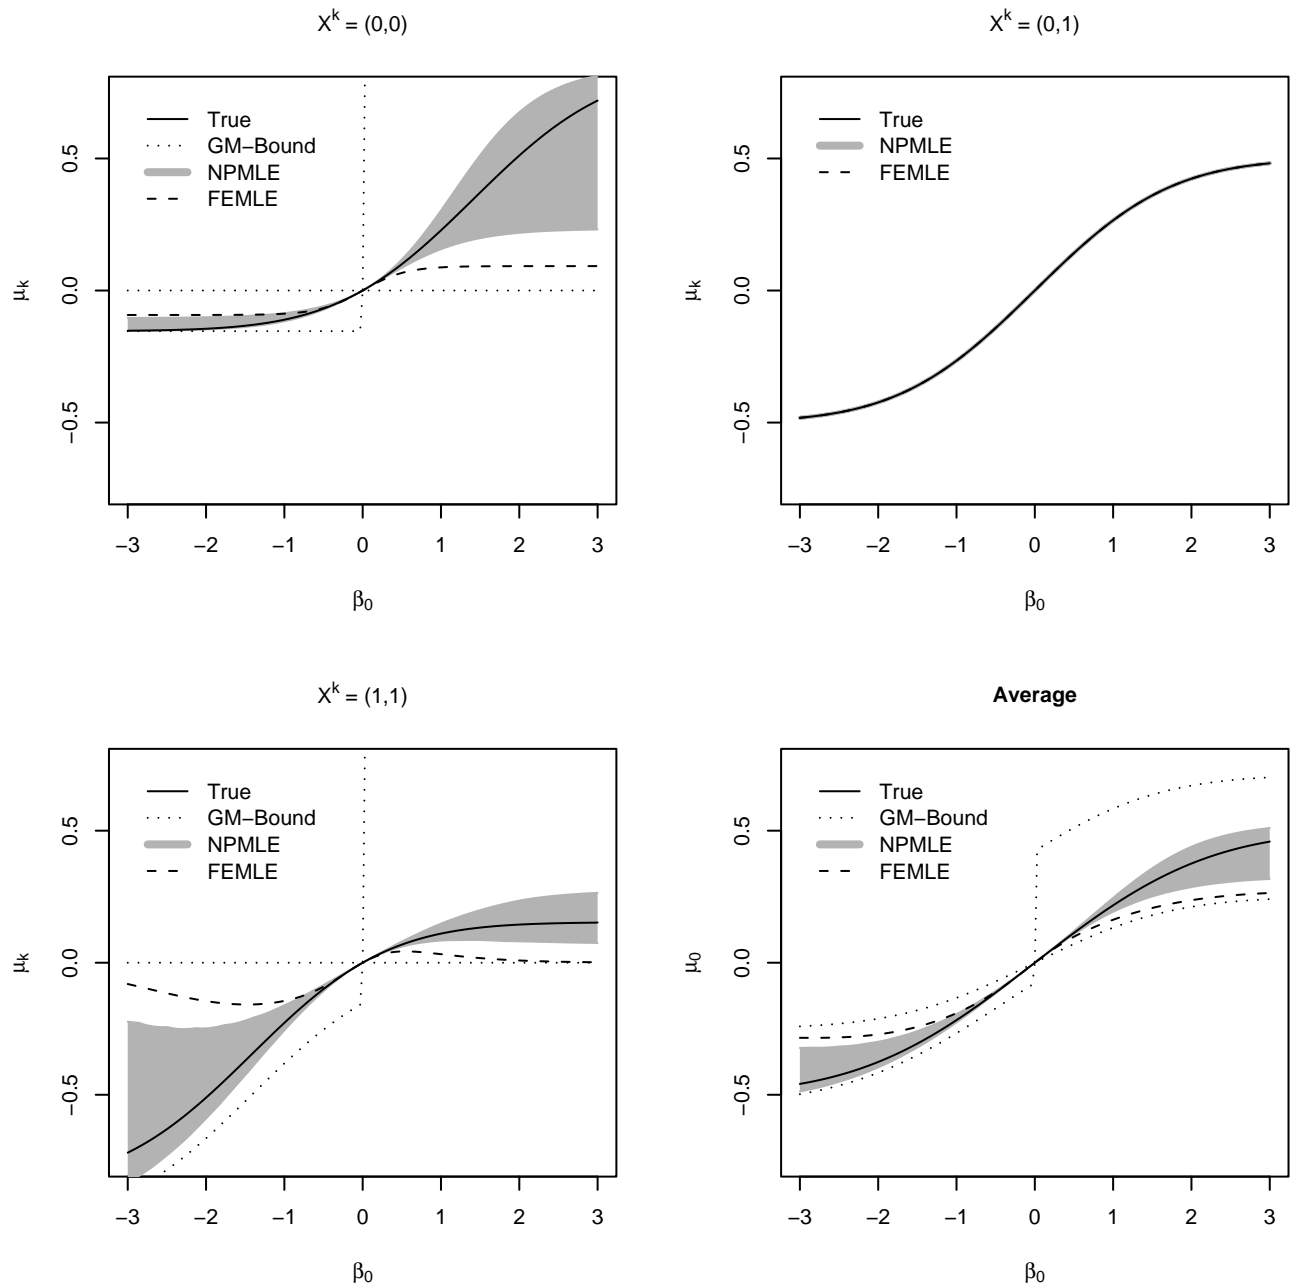 X^k = (0,0)
True
GM−Bound
NPMLE
FEMLE
0.5
0.0
−0.5
μ_k
−3 −2 −1 0 1 2 3
β_0
X^k = (0,1)
True
NPMLE
FEMLE
0.5
0.0
−0.5
μ_k
−3 −2 −1 0 1 2 3
β_0
X^k = (1,1)
True
GM−Bound
NPMLE
FEMLE
0.5
0.0
−0.5
μ_k
−3 −2 −1 0 1 2 3
β_0
Average
True
GM−Bound
NPMLE
FEMLE
0.5
0.0
−0.5
μ_0
−3 −2 −1 0 1 2 3
β_0